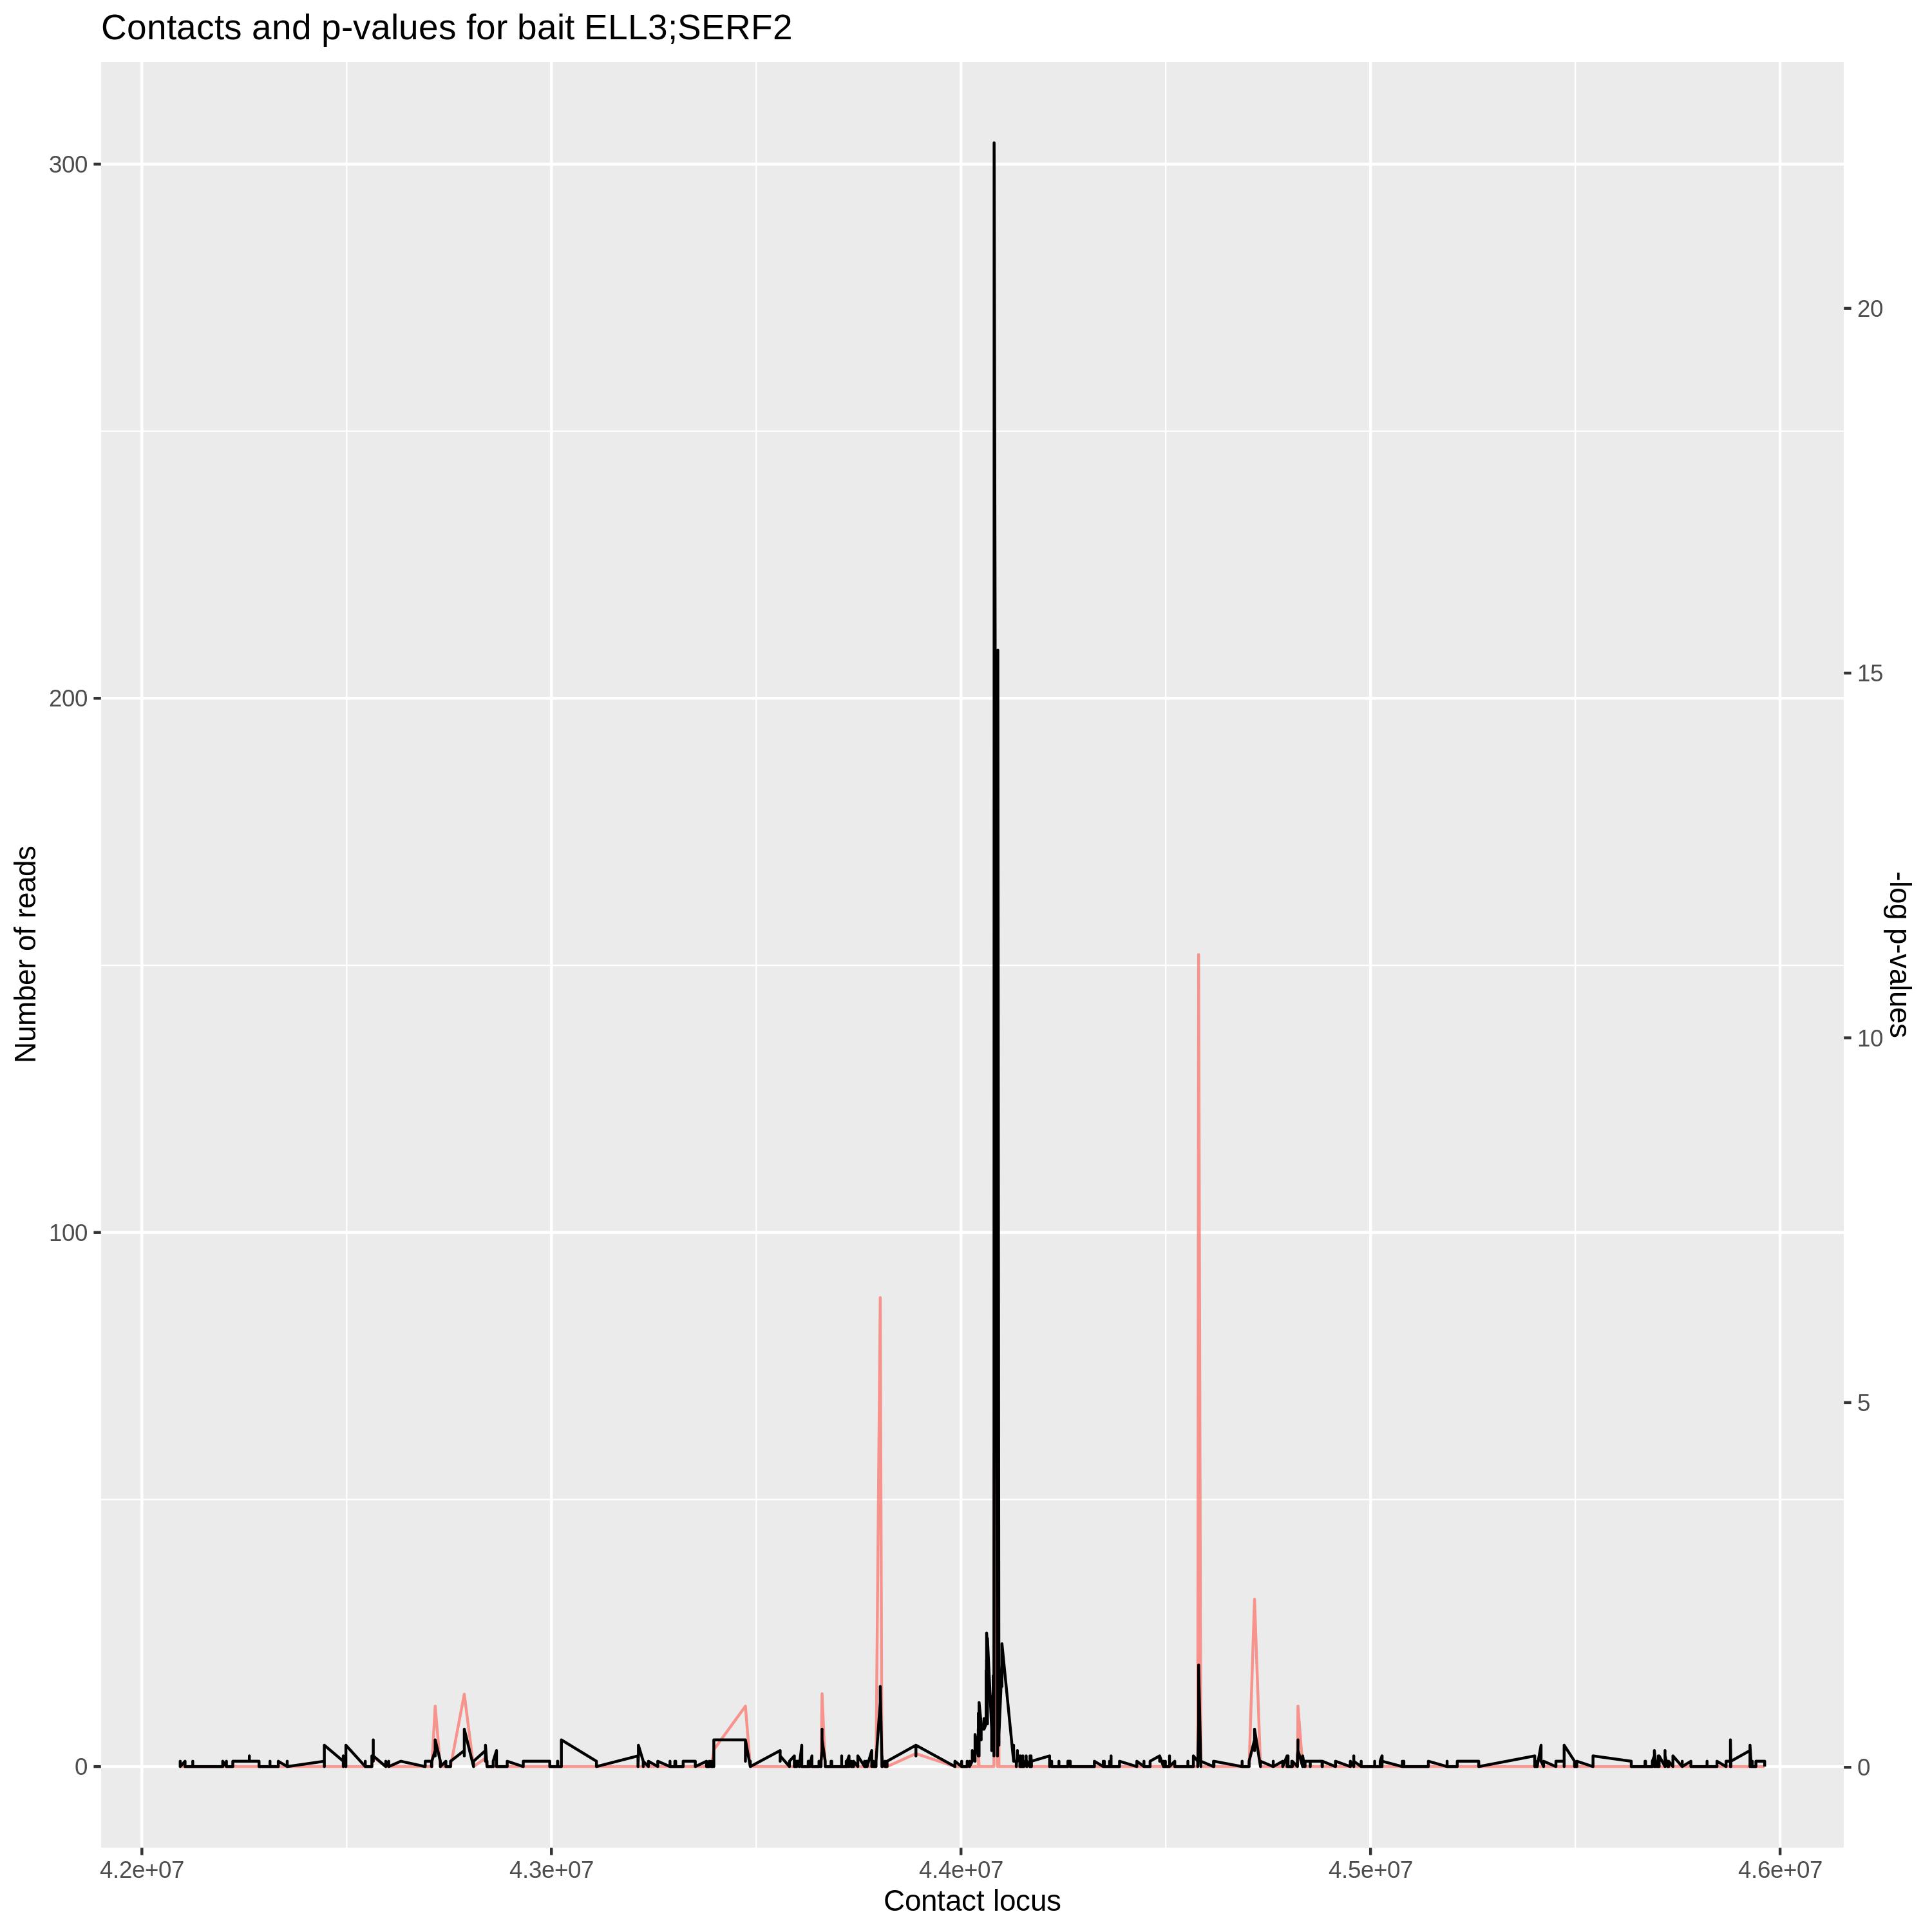 Contacts and p-values for bait ELL3;SERF2
300
200
100
0
Number of reads
20
15
10
5
0
-log p-values
4.2e+07 4.3e+07 4.4e+07 4.5e+07 4.6e+07
Contact locus